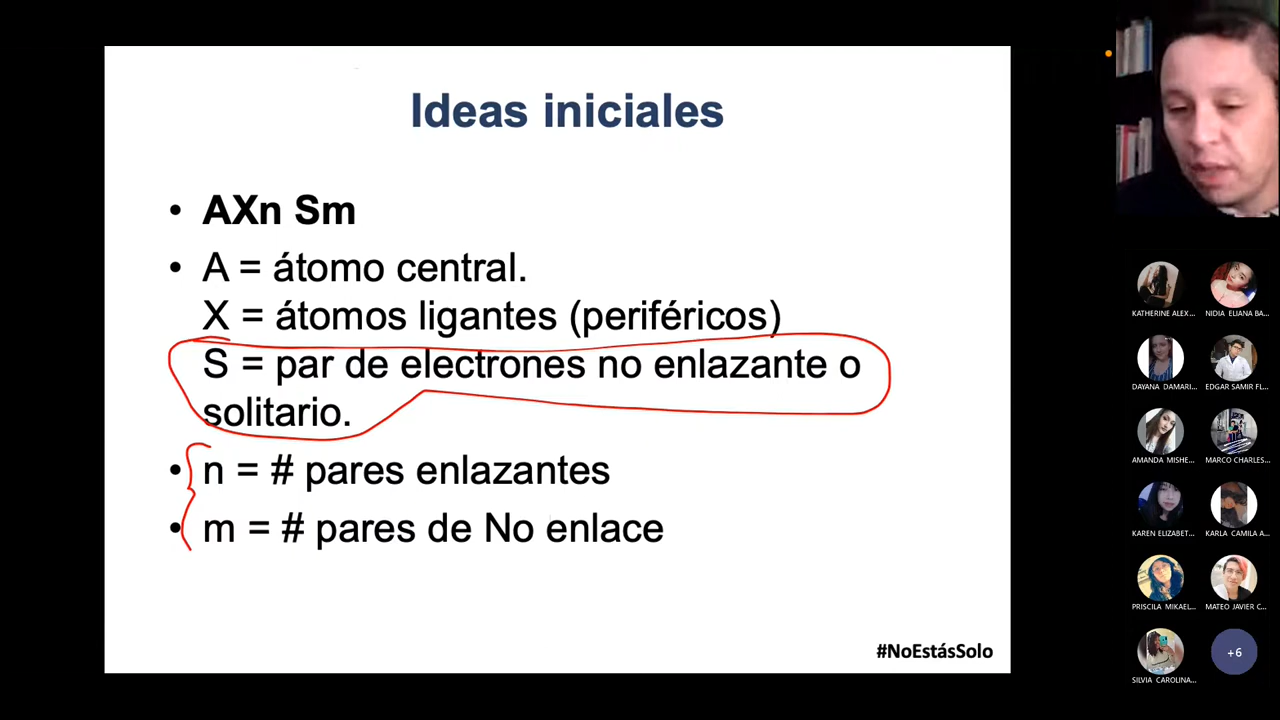 Ideas iniciales
• AXn Sm
• A = átomo central.
X = átomos ligantes (periféricos)
S = par de electrones no enlazante o
solitario.
• n = # pares enlazantes
• m = # pares de No enlace
#NoEstásSolo
KATHERINE ALEX...
NIDIA ELIANA BA...
DAYANA DAMARI...
EDGAR SAMIR FL...
AMANDA MISHE...
MARCO CHARLES...
KAREN ELIZABET...
KARLA CAMILA A...
PRISCILA MIKAEL...
MATEO JAVIER C...
SILVIA CAROLINA...
+6